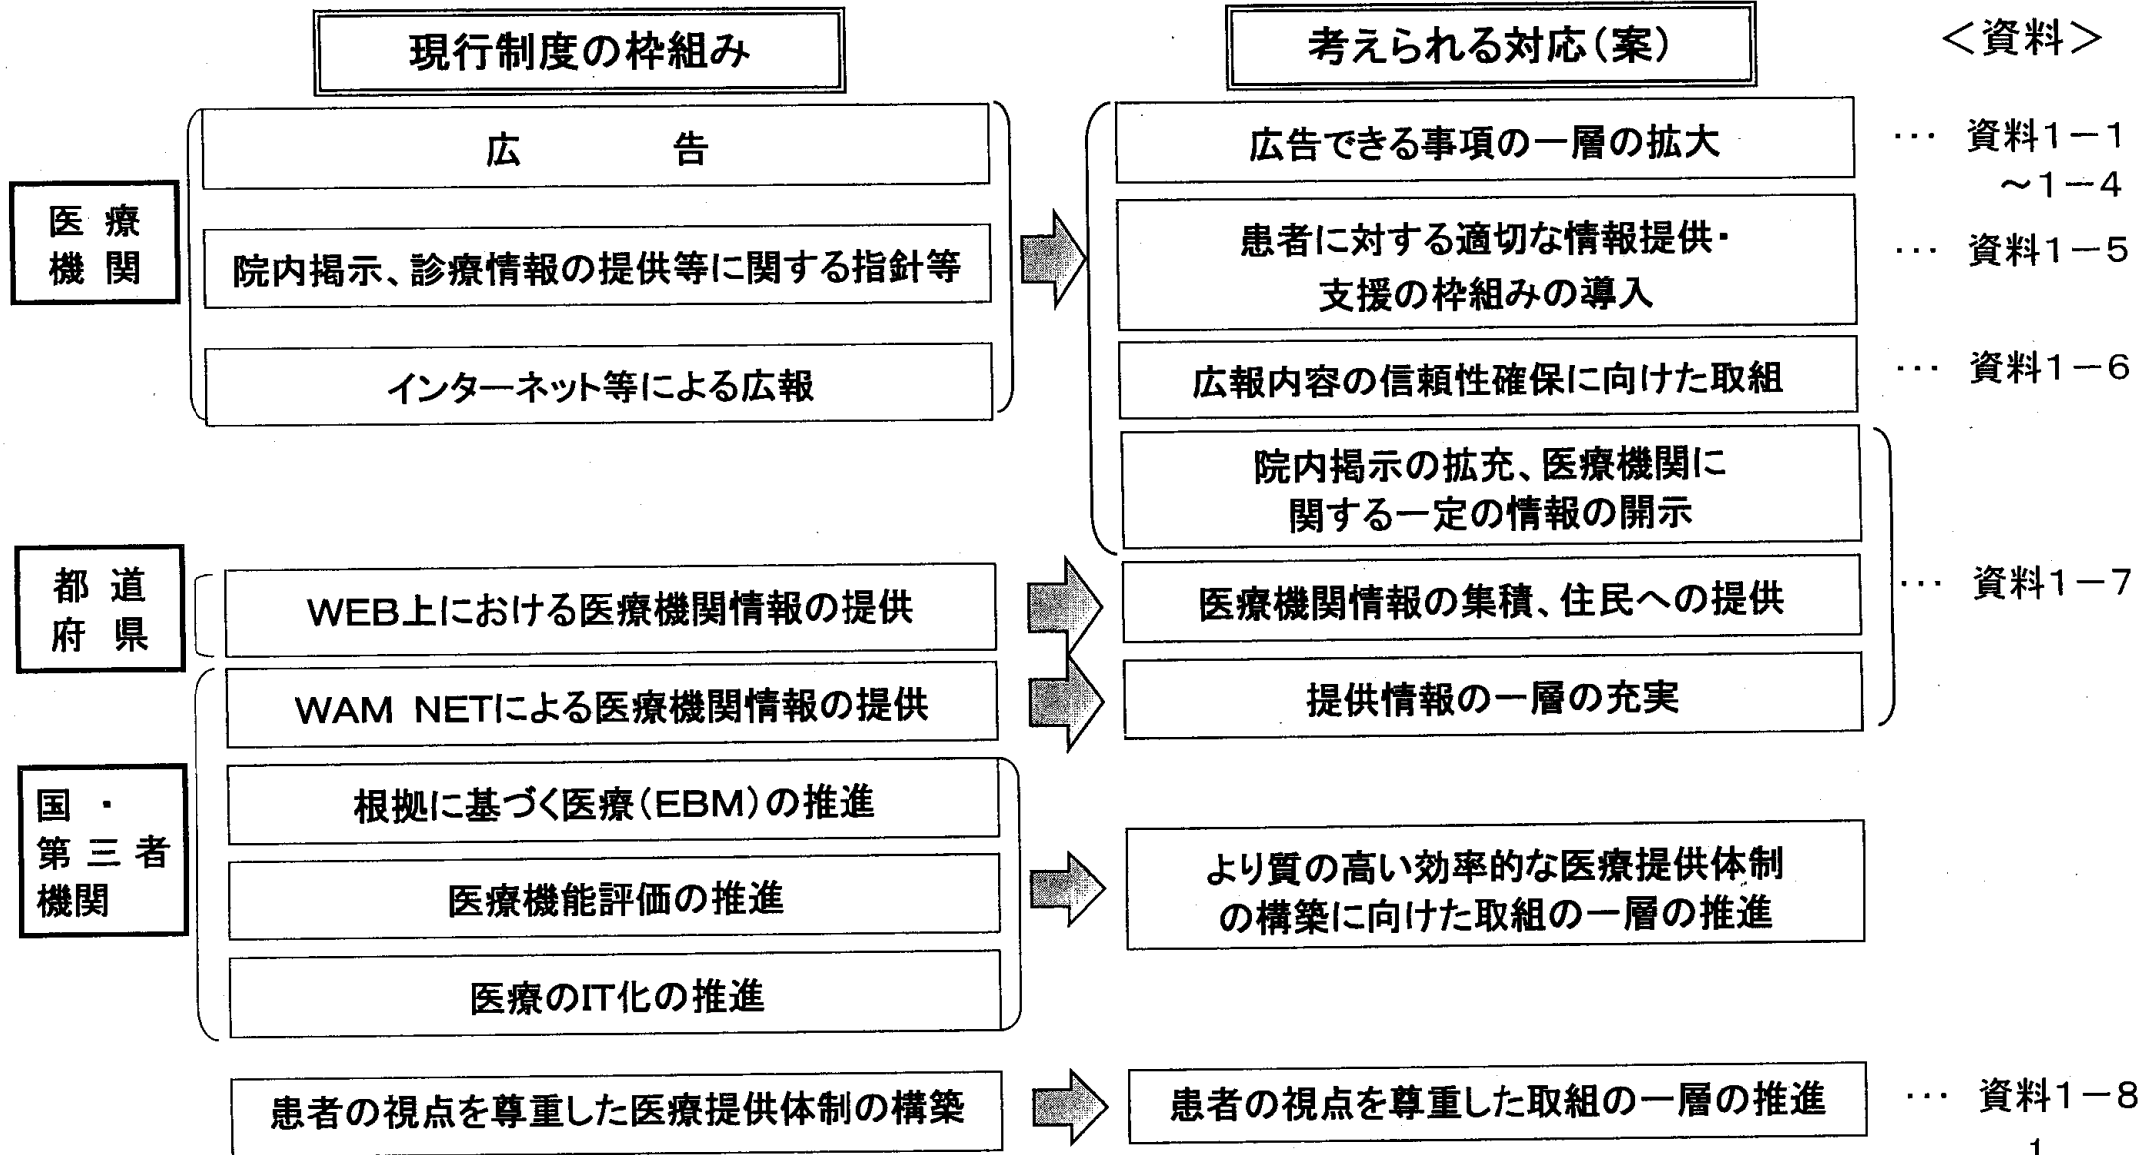 現行制度の枠組み
考えられる対応（案）
＜資料＞
医療
機関
広告
院内掲示、診療情報の提供等に関する指針等
インターネット等による広報
広告できる事項の一層の拡大
… 資料1－1
～1－4
患者に対する適切な情報提供・
支援の枠組みの導入
… 資料1－5
広報内容の信頼性確保に向けた取組
… 資料1－6
院内掲示の拡充、医療機関に
関する一定の情報の開示
都道
府県
WEB上における医療機関情報の提供
医療機関情報の集積、住民への提供
… 資料1－7
WAM NETによる医療機関情報の提供
提供情報の一層の充実
国・
第三者
機関
根拠に基づく医療（EBM）の推進
医療機能評価の推進
医療のIT化の推進
より質の高い効率的な医療提供体制
の構築に向けた取組の一層の推進
患者の視点を尊重した医療提供体制の構築
患者の視点を尊重した取組の一層の推進
… 資料1－8
1